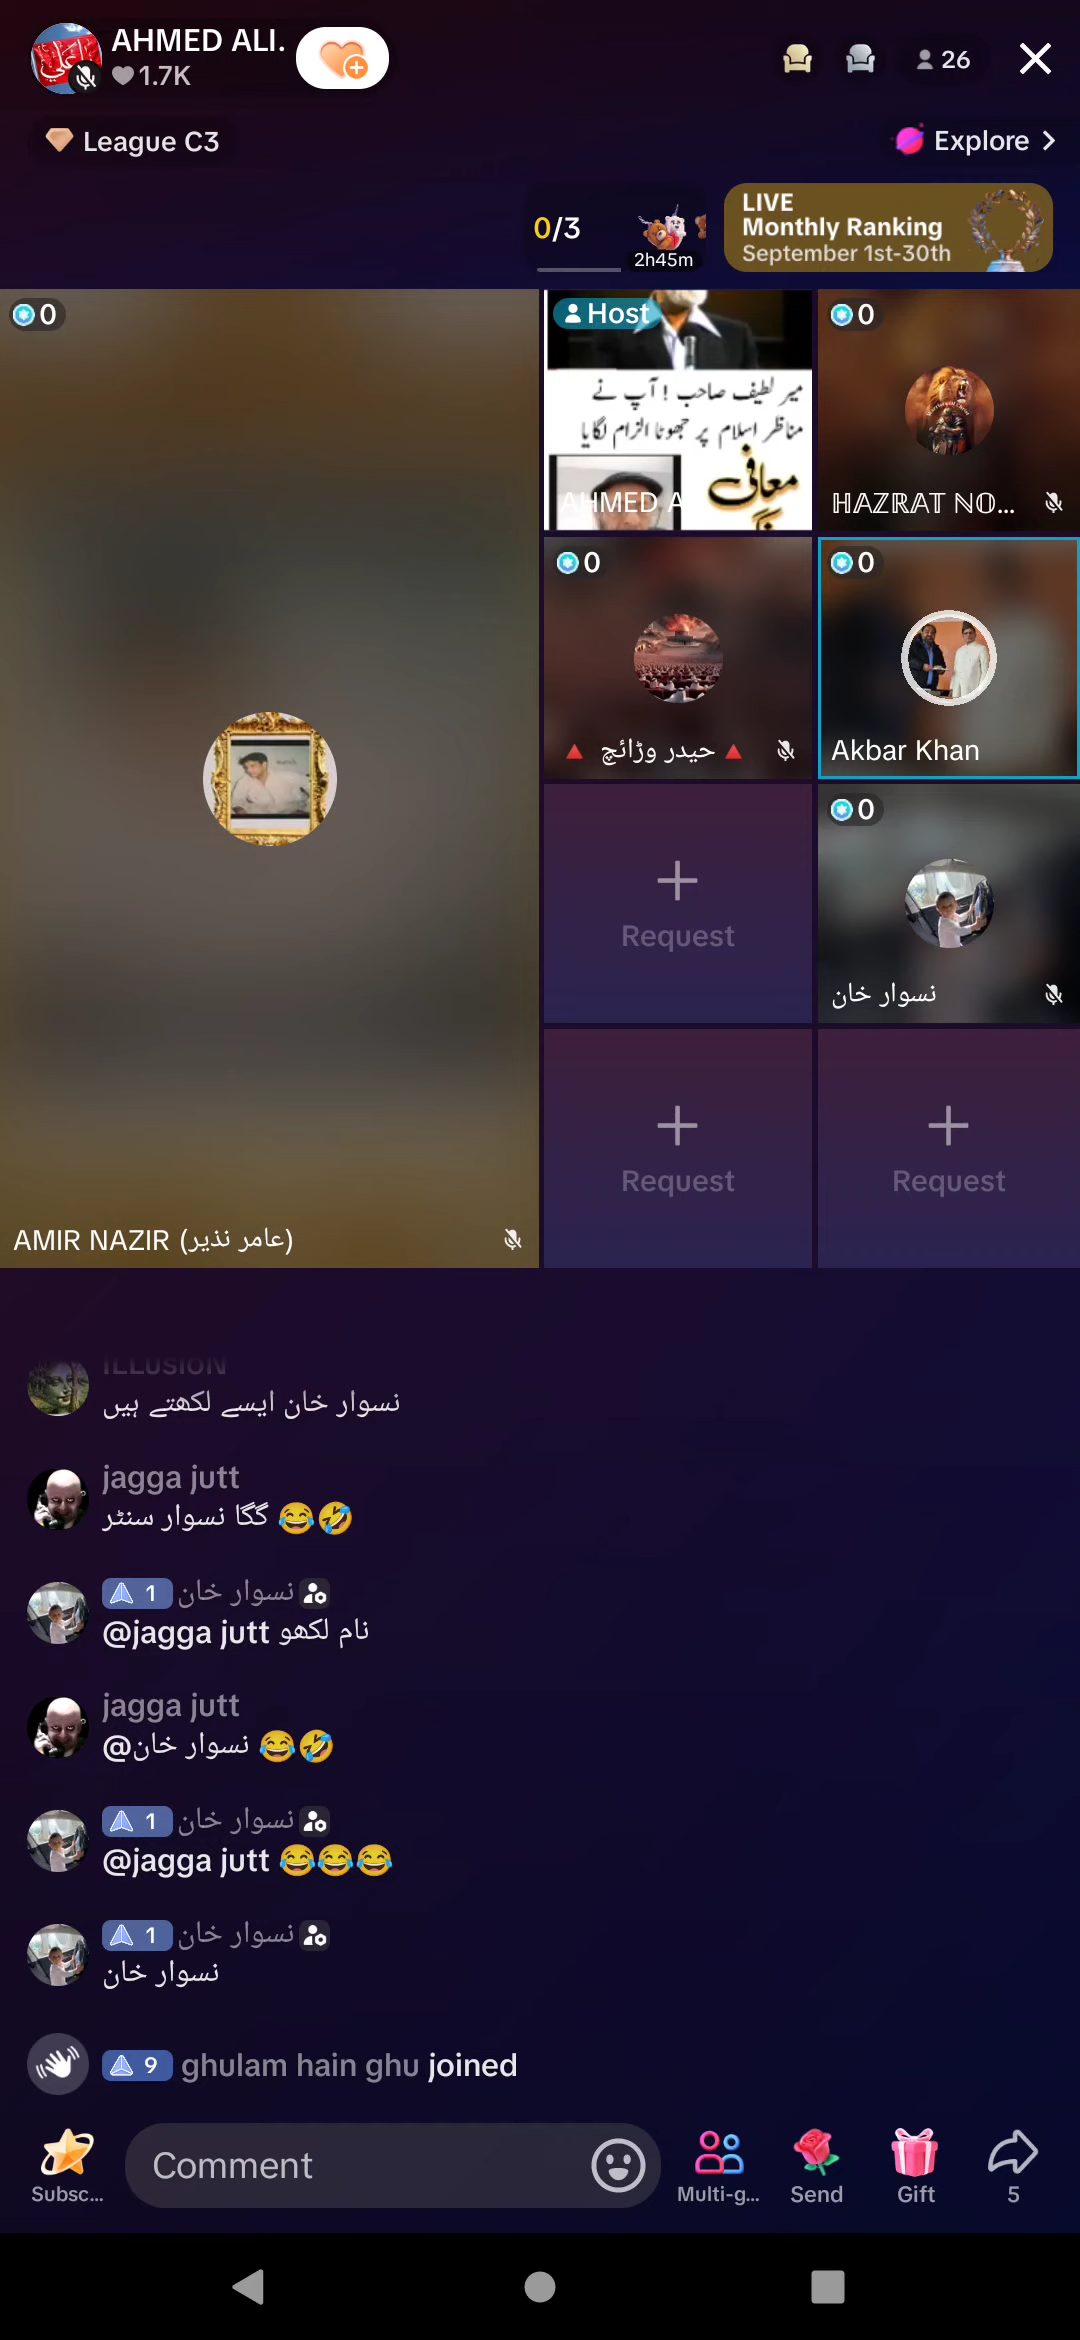 AHMED ALI.
1.7K
26
League C3
Explore
0/3
2h45m
LIVE
Monthly Ranking
September 1st-30th
0
Host
میر لطیف صاحب ! آپ نے
مناظر اسلام پر جھوٹا الزام لگایا
معافی
AHMED A
0
HAZRAT NO...
0
🔺 حیدر وڑائچ 🔺
0
Akbar Khan
Request
0
نسوار خان
Request
Request
AMIR NAZIR (عامر نذیر)
ILLUSION
نسوار خان ایسے لکھتے ہیں
jagga jutt
گگا نسوار سنٹر 😂🤣
1 نسوار خان
@jagga jutt نام لکھو
jagga jutt
@نسوار خان 😂🤣
1 نسوار خان
@jagga jutt 😂😂😂
1 نسوار خان
نسوار خان
9 ghulam hain ghu joined
Subsc...
Comment
Multi-g...
Send
Gift
5